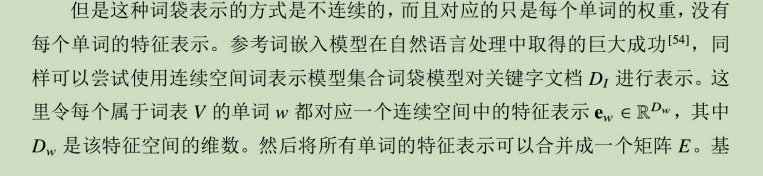 但是这种词袋表示的方式是不连续的，而且对应的只是每个单词的权重，没有
每个单词的特征表示。参考词嵌入模型在自然语言处理中取得的巨大成功[54]，同
样可以尝试使用连续空间词表示模型集合词袋模型对关键字文档 D_I 进行表示。这
里令每个属于词表 V 的单词 w 都对应一个连续空间中的特征表示 e_w ∈ ℝ^{D_w}，其中
D_w 是该特征空间的维数。然后将所有单词的特征表示可以合并成一个矩阵 E。基